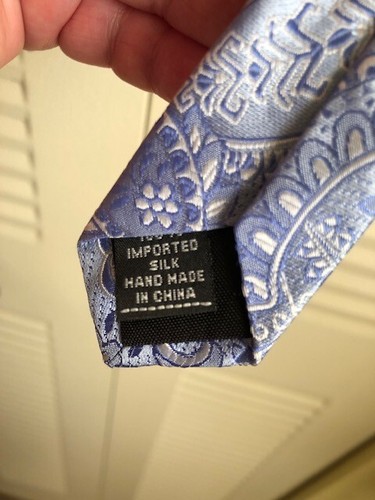 IMPORTED
SILK
HAND MADE
IN CHINA